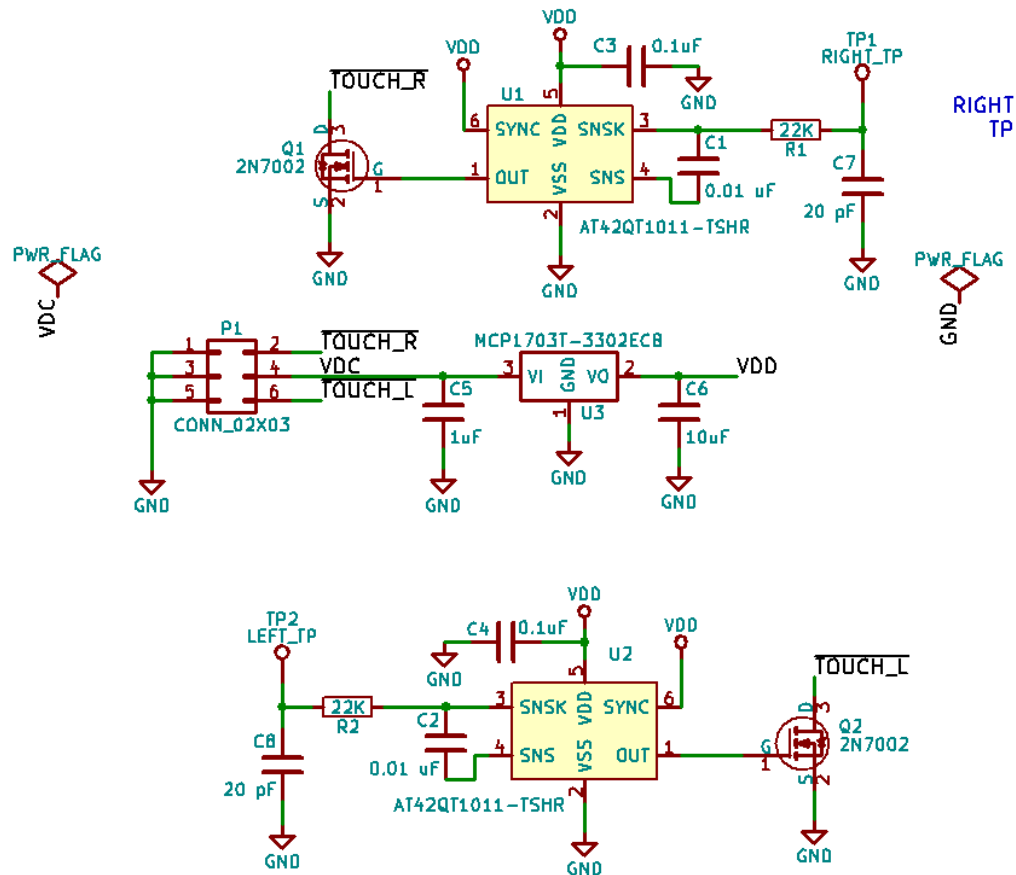 VDD
VDD
C3
0.1uF
TP1
RIGHT_TP
TOUCH_R
GND
RIGHT
TP
U1
5
D
3
6
SYNC
VDD
SNSK
3
22K
R1
C1
Q1
2N7002
G
1
1
OUT
VSS
SNS
4
0.01 uF
C7
20 pF
S
2
2
AT42QT1011-TSHR
GND
GND
GND
PWR_FLAG
VDC
PWR_FLAG
GND
P1
1
2
TOUCH_R
3
4
VDC
5
6
TOUCH_L
CONN_02X03
GND
MCP1703T-3302ECB
3
VI
GND
VO
2
VDD
1
U3
C5
1uF
GND
GND
C6
10uF
GND
VDD
VDD
TP2
LEFT_TP
C4
0.1uF
GND
U2
5
TOUCH_L
22K
R2
3
SNSK
VDD
SYNC
6
D
3
C2
4
SNS
VSS
OUT
1
G
1
Q2
2N7002
C8
20 pF
0.01 uF
S
2
2
AT42QT1011-TSHR
GND
GND
GND